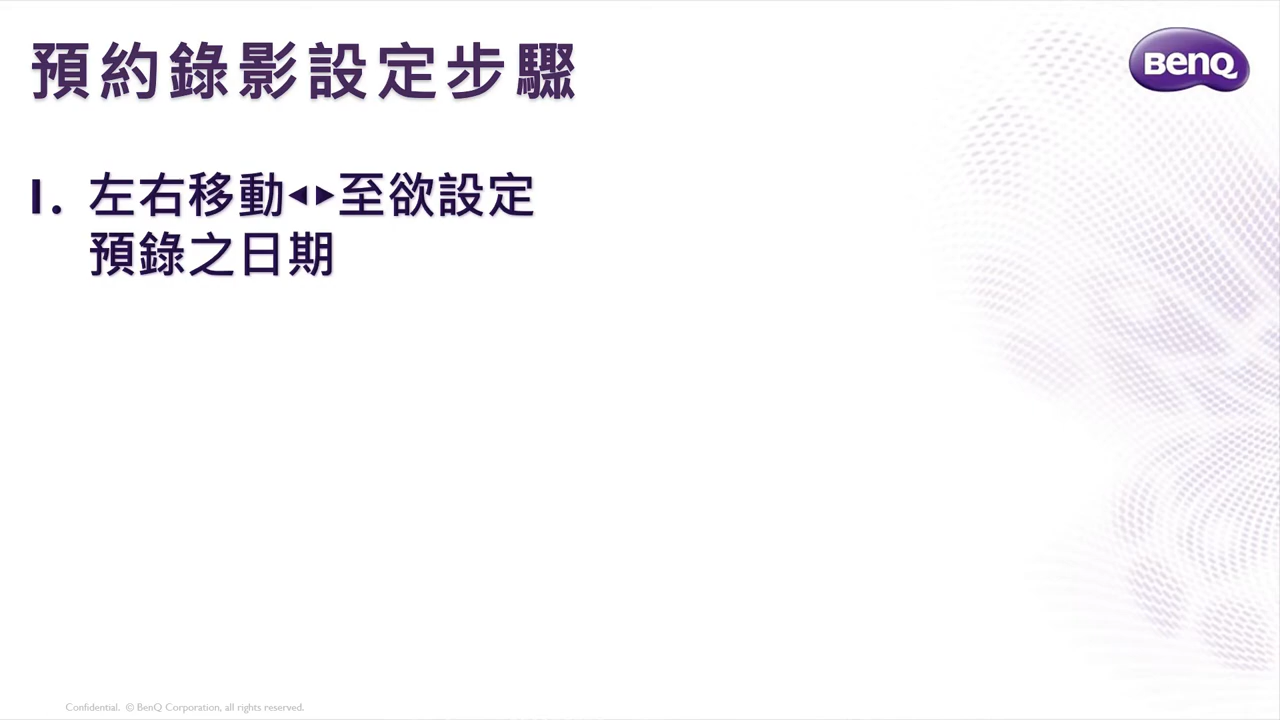 預約錄影設定步驟
BenQ
1. 左右移動◂▸至欲設定
預錄之日期
Confidential. © BenQ Corporation, all rights reserved.